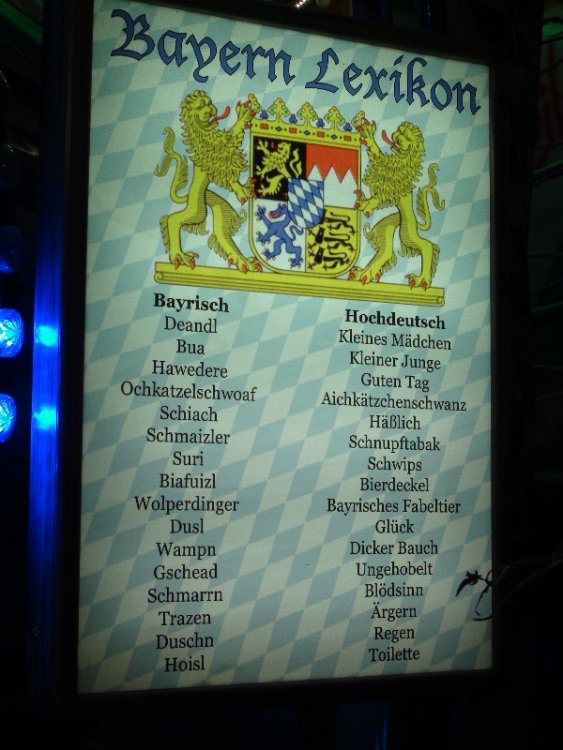 Bayern Lexikon
Bayrisch Hochdeutsch
Deandl Kleines Mädchen
Bua Kleiner Junge
Hawedere Guten Tag
Ochkatzelschwoaf Aichkätzchenschwanz
Schiach Häßlich
Schmaizler Schnupftabak
Suri Schwips
Biafuizl Bierdeckel
Wolperdinger Bayrisches Fabeltier
Dusl Glück
Wampn Dicker Bauch
Gschead Ungehobelt
Schmarrn Blödsinn
Trazen Ärgern
Duschn Regen
Hoisl Toilette